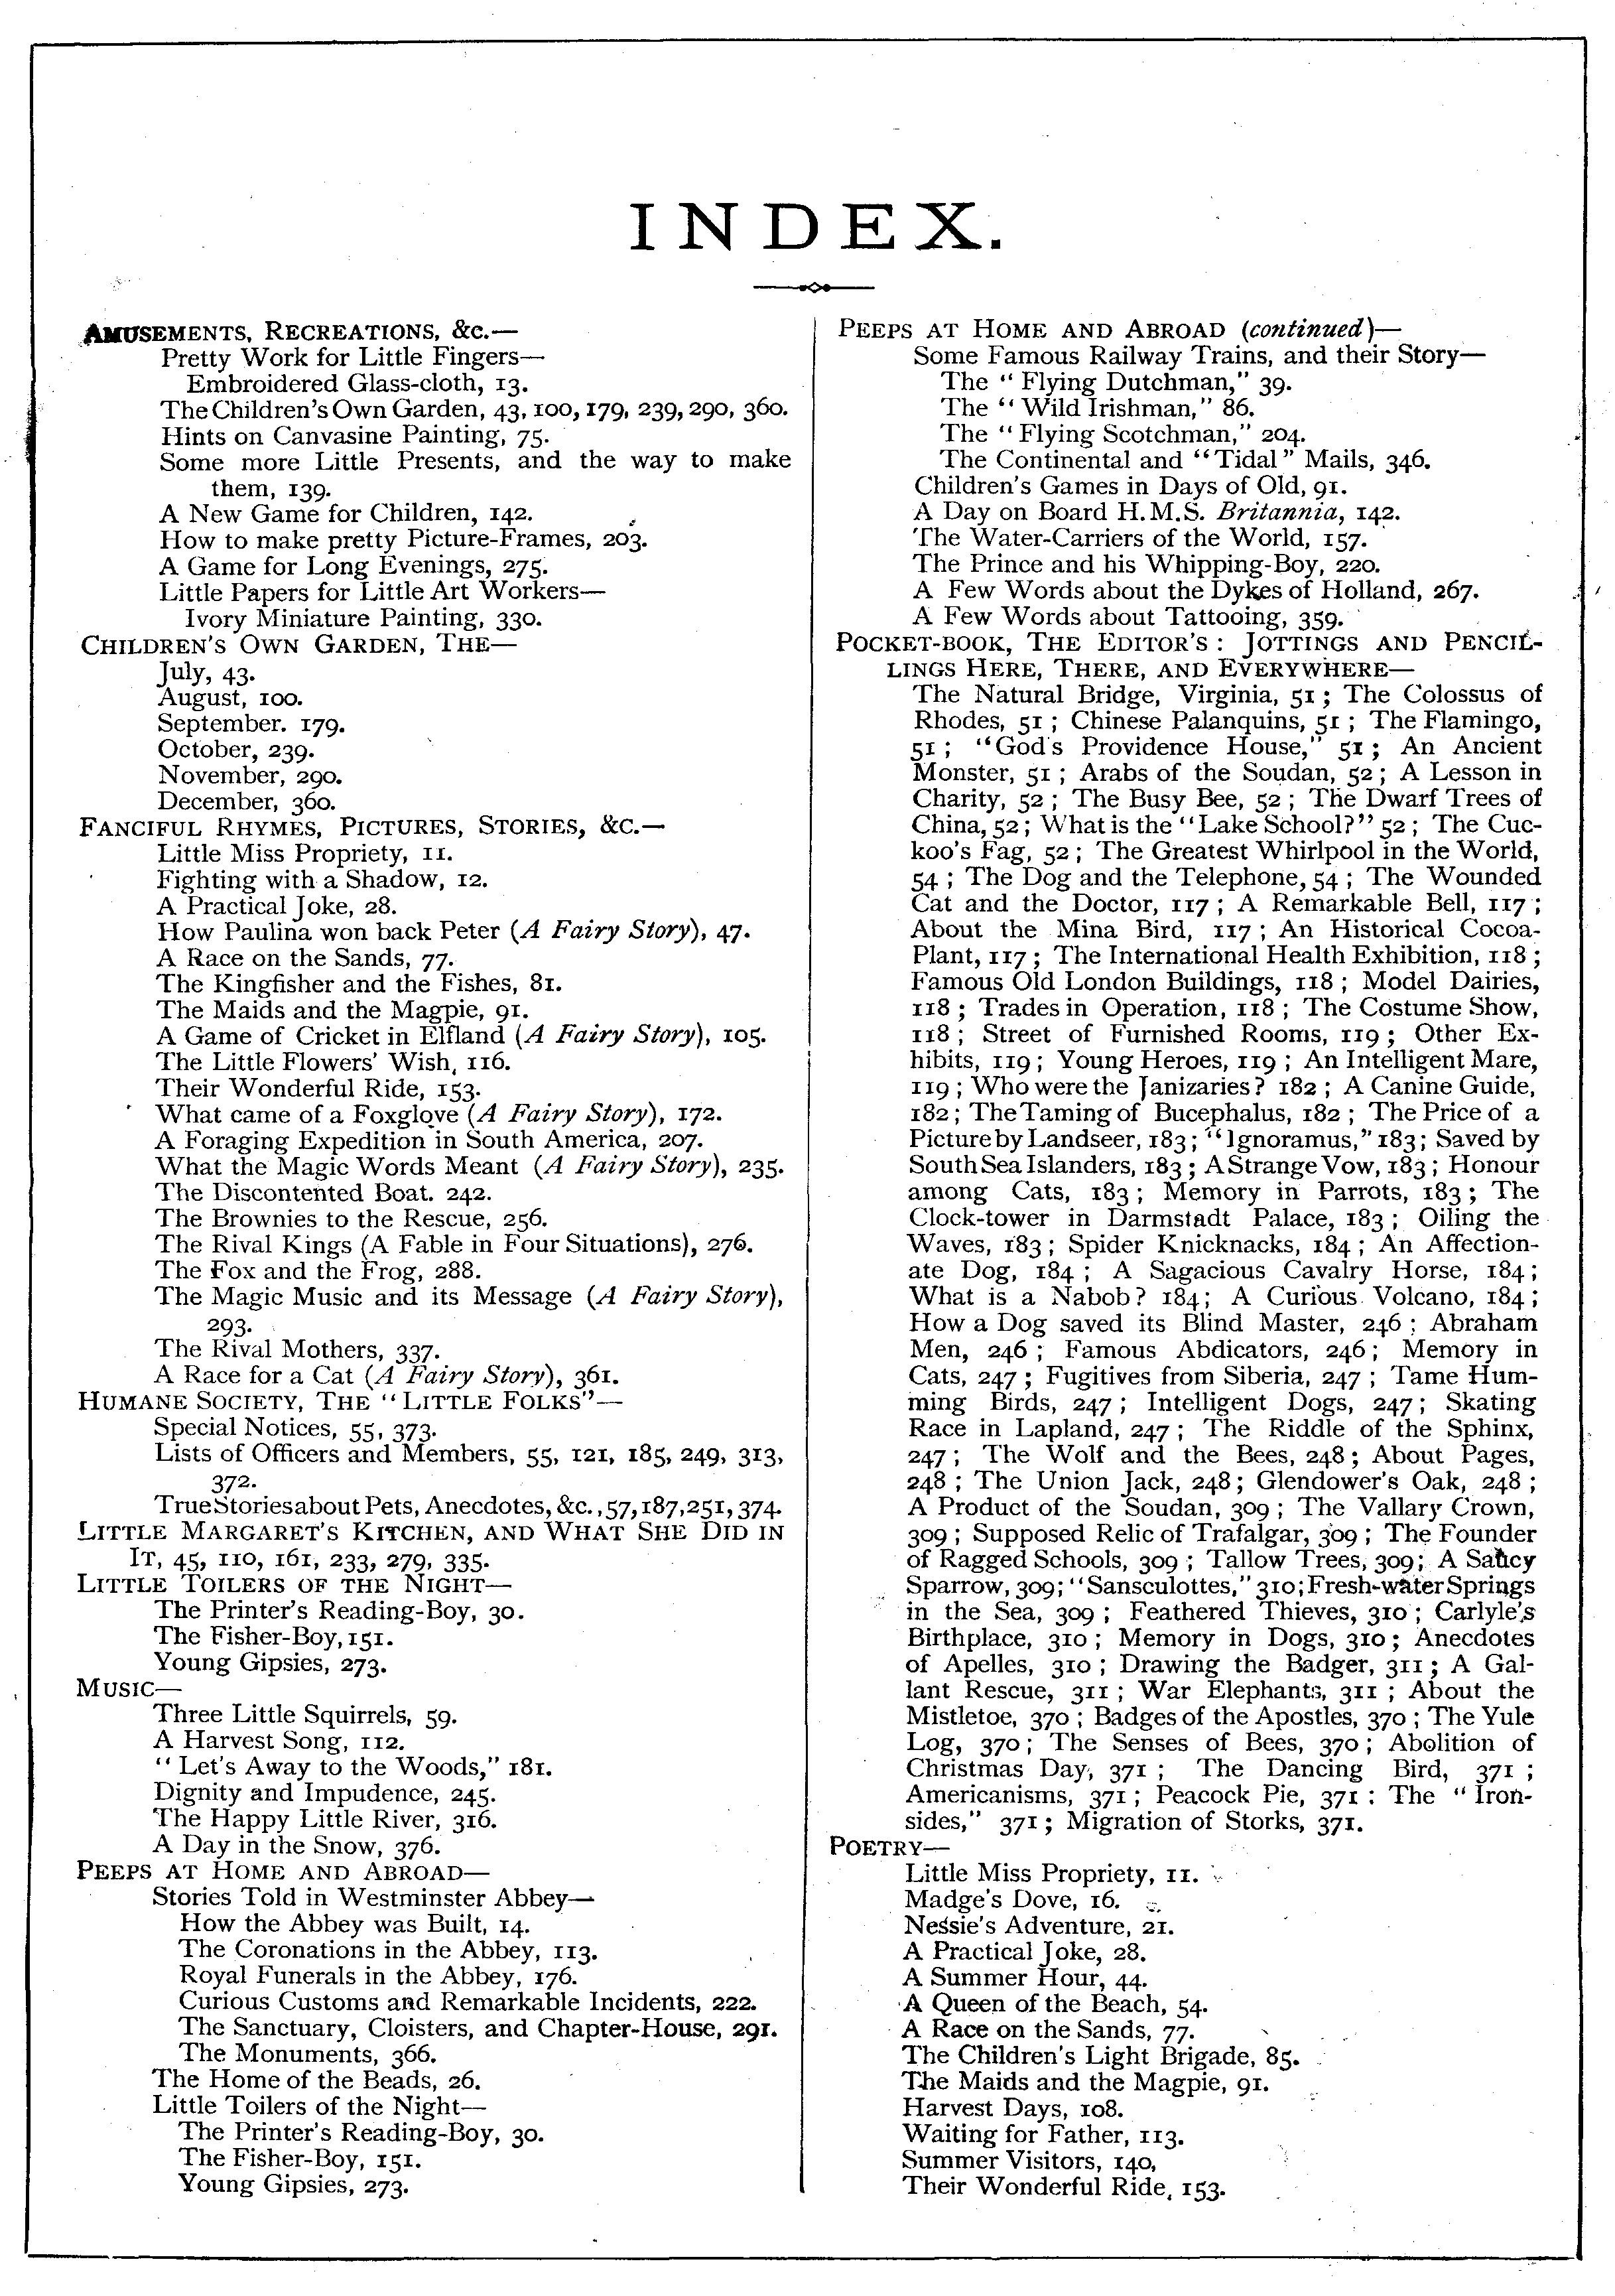 INDEX.
AMUSEMENTS, RECREATIONS, &c.—
Pretty Work for Little Fingers—
Embroidered Glass-cloth, 13.
The Children's Own Garden, 43, 100, 179, 239, 290, 360.
Hints on Canvasine Painting, 75.
Some more Little Presents, and the way to make
them, 139.
A New Game for Children, 142.
How to make pretty Picture-Frames, 203.
A Game for Long Evenings, 275.
Little Papers for Little Art Workers—
Ivory Miniature Painting, 330.
CHILDREN'S OWN GARDEN, THE—
July, 43.
August, 100.
September. 179.
October, 239.
November, 290.
December, 360.
FANCIFUL RHYMES, PICTURES, STORIES, &C.—
Little Miss Propriety, 11.
Fighting with a Shadow, 12.
A Practical Joke, 28.
How Paulina won back Peter (A Fairy Story), 47.
A Race on the Sands, 77.
The Kingfisher and the Fishes, 81.
The Maids and the Magpie, 91.
A Game of Cricket in Elfland (A Fairy Story), 105.
The Little Flowers' Wish, 116.
Their Wonderful Ride, 153.
What came of a Foxglove (A Fairy Story), 172.
A Foraging Expedition in South America, 207.
What the Magic Words Meant (A Fairy Story), 235.
The Discontented Boat. 242.
The Brownies to the Rescue, 256.
The Rival Kings (A Fable in Four Situations), 276.
The Fox and the Frog, 288.
The Magic Music and its Message (A Fairy Story),
293.
The Rival Mothers, 337.
A Race for a Cat (A Fairy Story), 361.
HUMANE SOCIETY, THE "LITTLE FOLKS"—
Special Notices, 55, 373.
Lists of Officers and Members, 55, 121, 185, 249, 313,
372.
True Stories about Pets, Anecdotes, &c., 57, 187, 251, 374.
LITTLE MARGARET'S KITCHEN, AND WHAT SHE DID IN
IT, 45, 110, 161, 233, 279, 335.
LITTLE TOILERS OF THE NIGHT—
The Printer's Reading-Boy, 30.
The Fisher-Boy, 151.
Young Gipsies, 273.
MUSIC—
Three Little Squirrels, 59.
A Harvest Song, 112.
"Let's Away to the Woods," 181.
Dignity and Impudence, 245.
The Happy Little River, 316.
A Day in the Snow, 376.
PEEPS AT HOME AND ABROAD—
Stories Told in Westminster Abbey—
How the Abbey was Built, 14.
The Coronations in the Abbey, 113.
Royal Funerals in the Abbey, 176.
Curious Customs and Remarkable Incidents, 222.
The Sanctuary, Cloisters, and Chapter-House, 291.
The Monuments, 366.
The Home of the Beads, 26.
Little Toilers of the Night—
The Printer's Reading-Boy, 30.
The Fisher-Boy, 151.
Young Gipsies, 273.
PEEPS AT HOME AND ABROAD (continued)—
Some Famous Railway Trains, and their Story—
The "Flying Dutchman," 39.
The "Wild Irishman," 86.
The "Flying Scotchman," 204.
The Continental and "Tidal" Mails, 346.
Children's Games in Days of Old, 91.
A Day on Board H.M.S. Britannia, 142.
The Water-Carriers of the World, 157.
The Prince and his Whipping-Boy, 220.
A Few Words about the Dykes of Holland, 267.
A Few Words about Tattooing, 359.
POCKET-BOOK, THE EDITOR'S: JOTTINGS AND PENCIL-
LINGS HERE, THERE, AND EVERYWHERE—
The Natural Bridge, Virginia, 51; The Colossus of
Rhodes, 51; Chinese Palanquins, 51; The Flamingo,
51; "God's Providence House," 51; An Ancient
Monster, 51; Arabs of the Soudan, 52; A Lesson in
Charity, 52; The Busy Bee, 52; The Dwarf Trees of
China, 52; What is the "Lake School?" 52; The Cuc-
koo's Fag, 52; The Greatest Whirlpool in the World,
54; The Dog and the Telephone, 54; The Wounded
Cat and the Doctor, 117; A Remarkable Bell, 117;
About the Mina Bird, 117; An Historical Cocoa-
Plant, 117; The International Health Exhibition, 118;
Famous Old London Buildings, 118; Model Dairies,
118; Trades in Operation, 118; The Costume Show,
118; Street of Furnished Rooms, 119; Other Ex-
hibits, 119; Young Heroes, 119; An Intelligent Mare,
119; Who were the Janizaries? 182; A Canine Guide,
182; The Taming of Bucephalus, 182; The Price of a
Picture by Landseer, 183; "Ignoramus," 183; Saved by
South Sea Islanders, 183; A Strange Vow, 183; Honour
among Cats, 183; Memory in Parrots, 183; The
Clock-tower in Darmstadt Palace, 183; Oiling the
Waves, 183; Spider Knicknacks, 184; An Affection-
ate Dog, 184; A Sagacious Cavalry Horse, 184;
What is a Nabob? 184; A Curious Volcano, 184;
How a Dog saved its Blind Master, 246; Abraham
Men, 246; Famous Abdicators, 246; Memory in
Cats, 247; Fugitives from Siberia, 247; Tame Hum-
ming Birds, 247; Intelligent Dogs, 247; Skating
Race in Lapland, 247; The Riddle of the Sphinx,
247; The Wolf and the Bees, 248; About Pages,
248; The Union Jack, 248; Glendower's Oak, 248;
A Product of the Soudan, 309; The Vallary Crown,
309; Supposed Relic of Trafalgar, 309; The Founder
of Ragged Schools, 309; Tallow Trees, 309; A Saucy
Sparrow, 309; "Sansculottes," 310; Fresh-water Springs
in the Sea, 309; Feathered Thieves, 310; Carlyle's
Birthplace, 310; Memory in Dogs, 310; Anecdotes
of Apelles, 310; Drawing the Badger, 311; A Gal-
lant Rescue, 311; War Elephants, 311; About the
Mistletoe, 370; Badges of the Apostles, 370; The Yule
Log, 370; The Senses of Bees, 370; Abolition of
Christmas Day, 371; The Dancing Bird, 371;
Americanisms, 371; Peacock Pie, 371: The "Iron-
sides," 371; Migration of Storks, 371.
POETRY—
Little Miss Propriety, 11.
Madge's Dove, 16.
Nessie's Adventure, 21.
A Practical Joke, 28.
A Summer Hour, 44.
A Queen of the Beach, 54.
A Race on the Sands, 77.
The Children's Light Brigade, 85.
The Maids and the Magpie, 91.
Harvest Days, 108.
Waiting for Father, 113.
Summer Visitors, 140,
Their Wonderful Ride, 153.